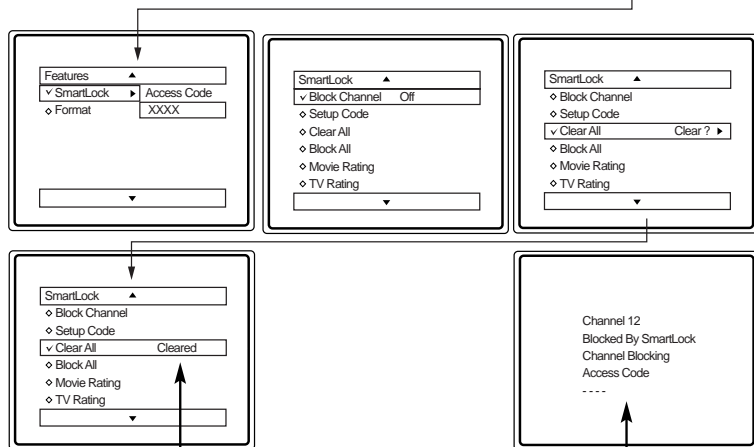 Features
SmartLock Access Code
Format XXXX
SmartLock
Block Channel Off
Setup Code
Clear All
Block All
Movie Rating
TV Rating
SmartLock
Block Channel
Setup Code
Clear All Clear ?
Block All
Movie Rating
TV Rating
SmartLock
Block Channel
Setup Code
Clear All Cleared
Block All
Movie Rating
TV Rating
Channel 12
Blocked By SmartLock
Channel Blocking
Access Code
- - - -